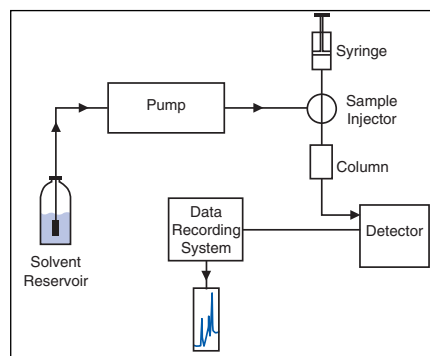 Syringe
Pump
Sample
Injector
Column
Data
Recording
System
Detector
Solvent
Reservoir